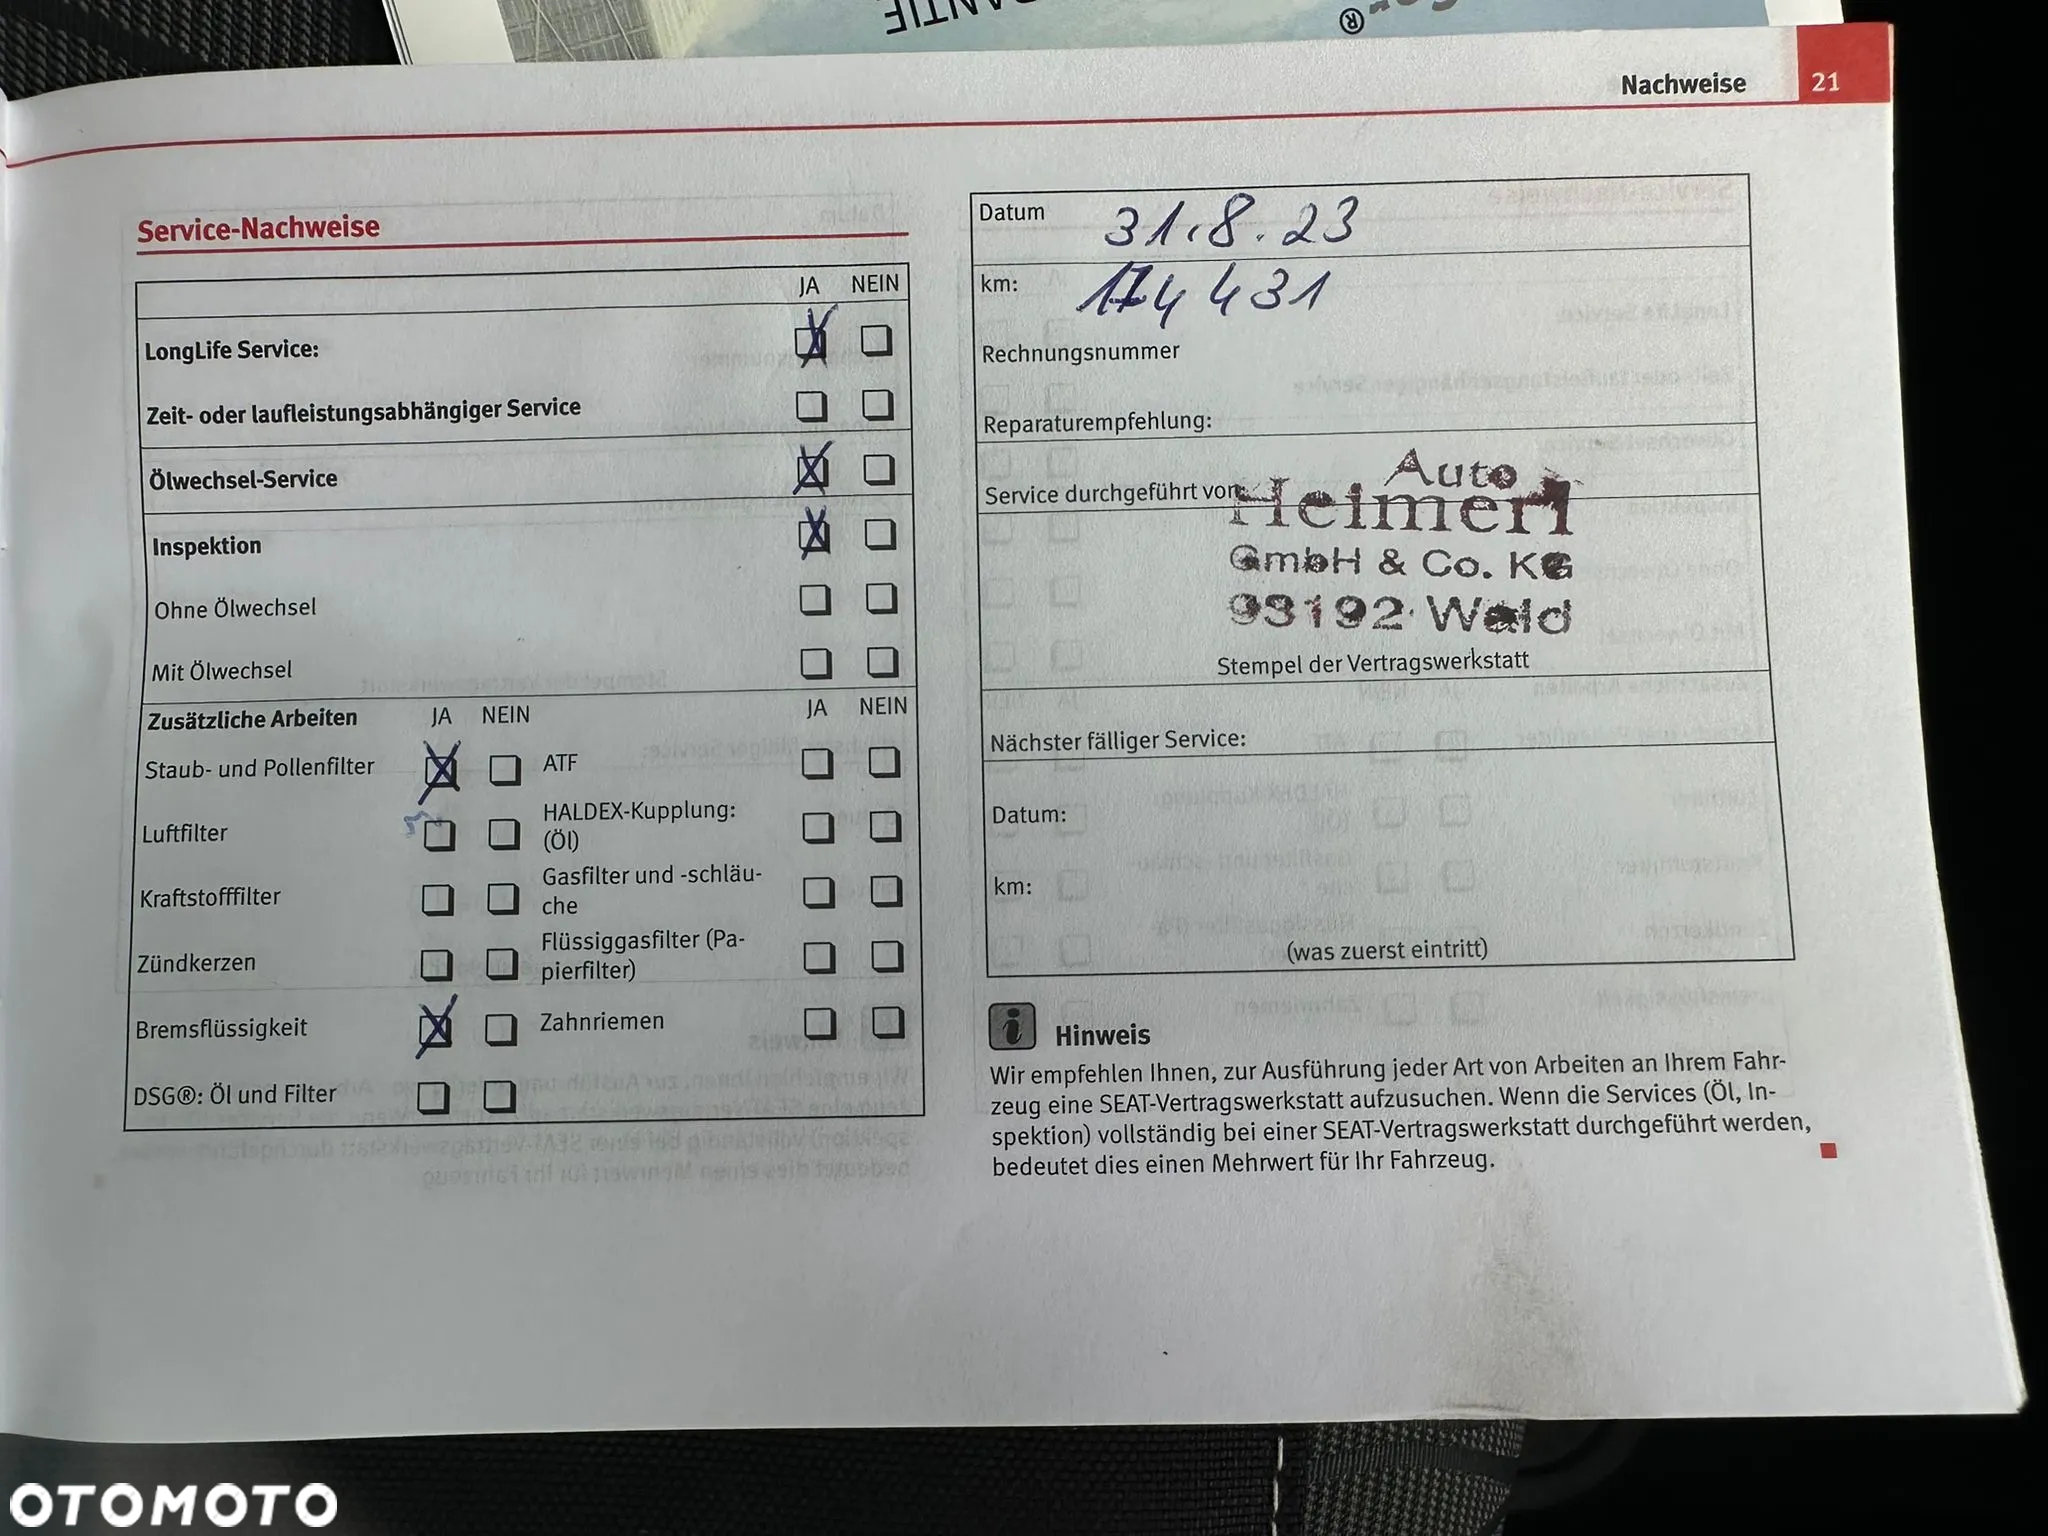 RANTIE
®
Nachweise 21
Service-Nachweise
JA NEIN
LongLife Service:
Zeit- oder laufleistungsabhängiger Service
Ölwechsel-Service
Inspektion
Ohne Ölwechsel
Mit Ölwechsel
Zusätzliche Arbeiten JA NEIN JA NEIN
Staub- und Pollenfilter ATF
Luftfilter HALDEX-Kupplung:
(Öl)
Kraftstofffilter Gasfilter und -schläu-
che
Zündkerzen Flüssiggasfilter (Pa-
pierfilter)
Bremsflüssigkeit Zahnriemen
DSG®: Öl und Filter
Datum 31.8.23
km: 174 431
Rechnungsnummer
Reparaturempfehlung:
Service durchgeführt von:
Auto
Heimerl
GmbH & Co. KG
93192 Wald
Stempel der Vertragswerkstatt
Nächster fälliger Service:
Datum:
km:
(was zuerst eintritt)
i Hinweis
Wir empfehlen Ihnen, zur Ausführung jeder Art von Arbeiten an Ihrem Fahr-
zeug eine SEAT-Vertragswerkstatt aufzusuchen. Wenn die Services (Öl, In-
spektion) vollständig bei einer SEAT-Vertragswerkstatt durchgeführt werden,
bedeutet dies einen Mehrwert für Ihr Fahrzeug.
OTOMOTO